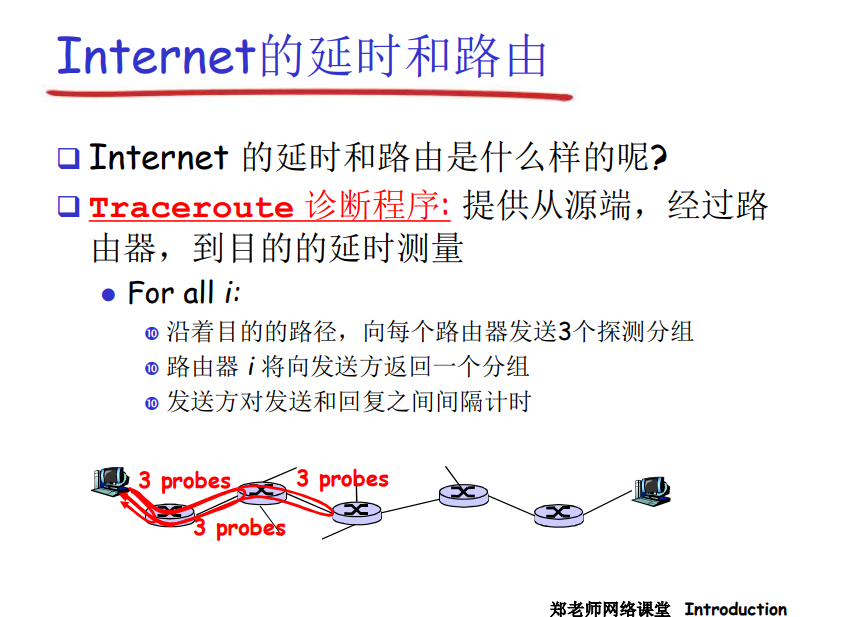 Internet的延时和路由
Internet 的延时和路由是什么样的呢?
Traceroute 诊断程序: 提供从源端，经过路
由器，到目的的延时测量
For all i:
沿着目的的路径，向每个路由器发送3个探测分组
路由器 i 将向发送方返回一个分组
发送方对发送和回复之间间隔计时
3 probes
3 probes
3 probes
郑老师网络课堂 Introduction